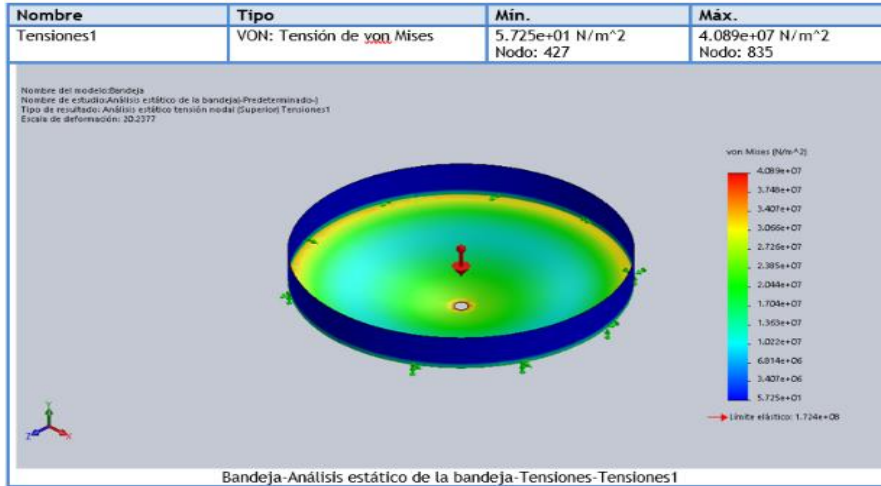 Nombre Tipo Mín. Máx.
Tensiones1 VON: Tensión de von Mises 5.725e+01 N/m^2 4.089e+07 N/m^2
Nodo: 427 Nodo: 835
Nombre del modelo:Bandeja
Nombre de estudio:Análisis estático de la bandeja(-Predeterminado-)
Tipo de resultado: Análisis estático tensión nodal (Superior) Tensiones1
Escala de deformación: 20.2377
von Mises (N/m^2)
4.089e+07
3.748e+07
3.407e+07
3.066e+07
2.726e+07
2.385e+07
2.044e+07
1.704e+07
1.363e+07
1.022e+07
6.814e+06
3.407e+06
5.725e+01
Límite elástico: 1.724e+08
Y
Z X
Bandeja-Análisis estático de la bandeja-Tensiones-Tensiones1